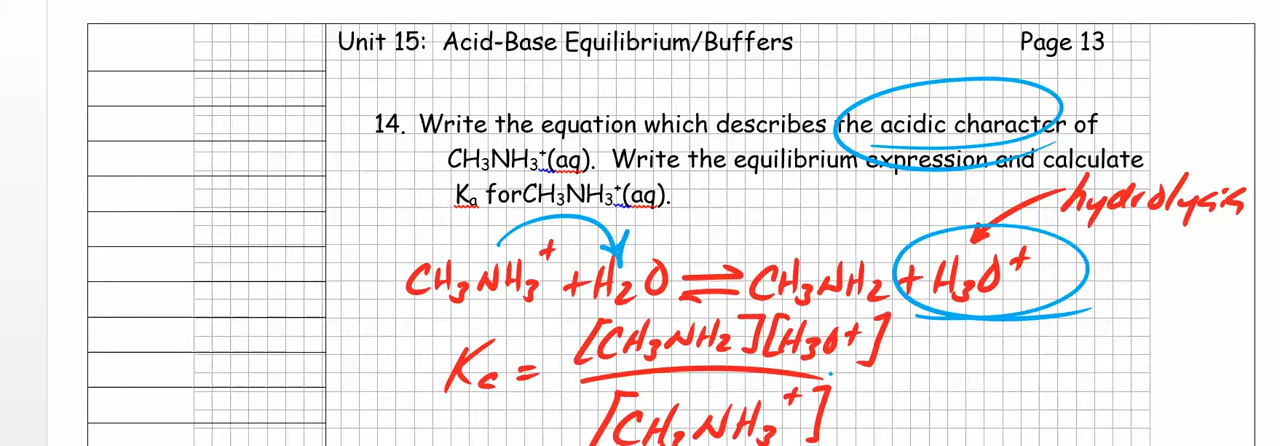 Unit 15: Acid-Base Equilibrium/Buffers Page 13
14. Write the equation which describes the acidic character of
CH₃NH₃⁺(aq). Write the equilibrium expression and calculate
Kₐ forCH₃NH₃⁺(aq).
hydrolysis
CH₃NH₃⁺ + H₂O ⇌ CH₃NH₂ + H₃O⁺
[CH₃NH₂][H₃O⁺]
Kc =
[CH₃NH₃⁺]